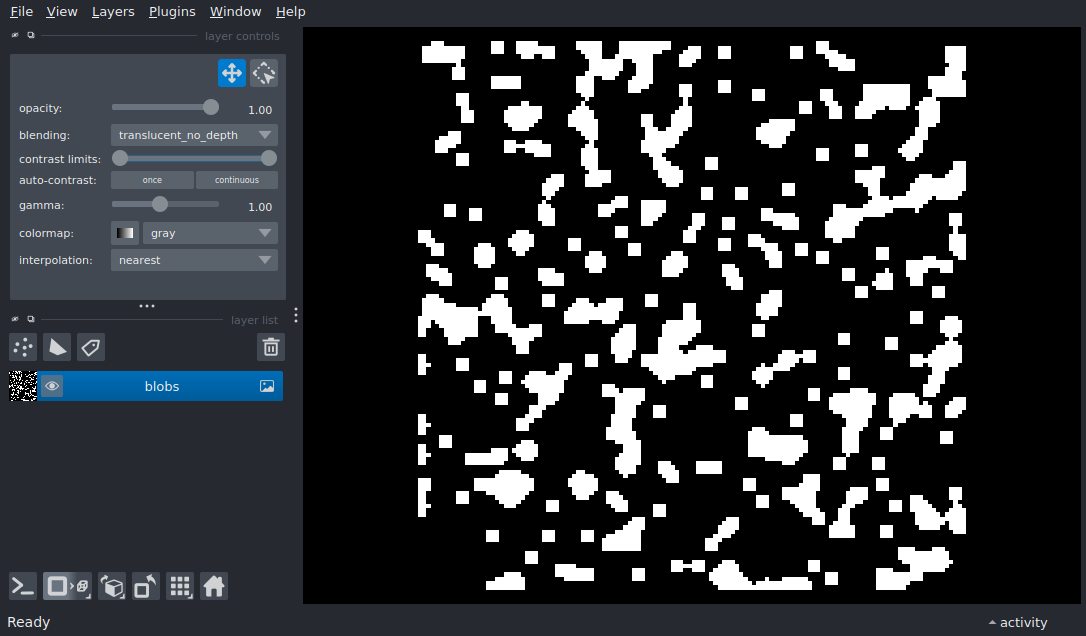 File View Layers Plugins Window Help
layer controls
opacity: 1.00
blending: translucent_no_depth
contrast limits:
auto-contrast: once continuous
gamma: 1.00
colormap: gray
interpolation: nearest
layer list
blobs
Ready
activity